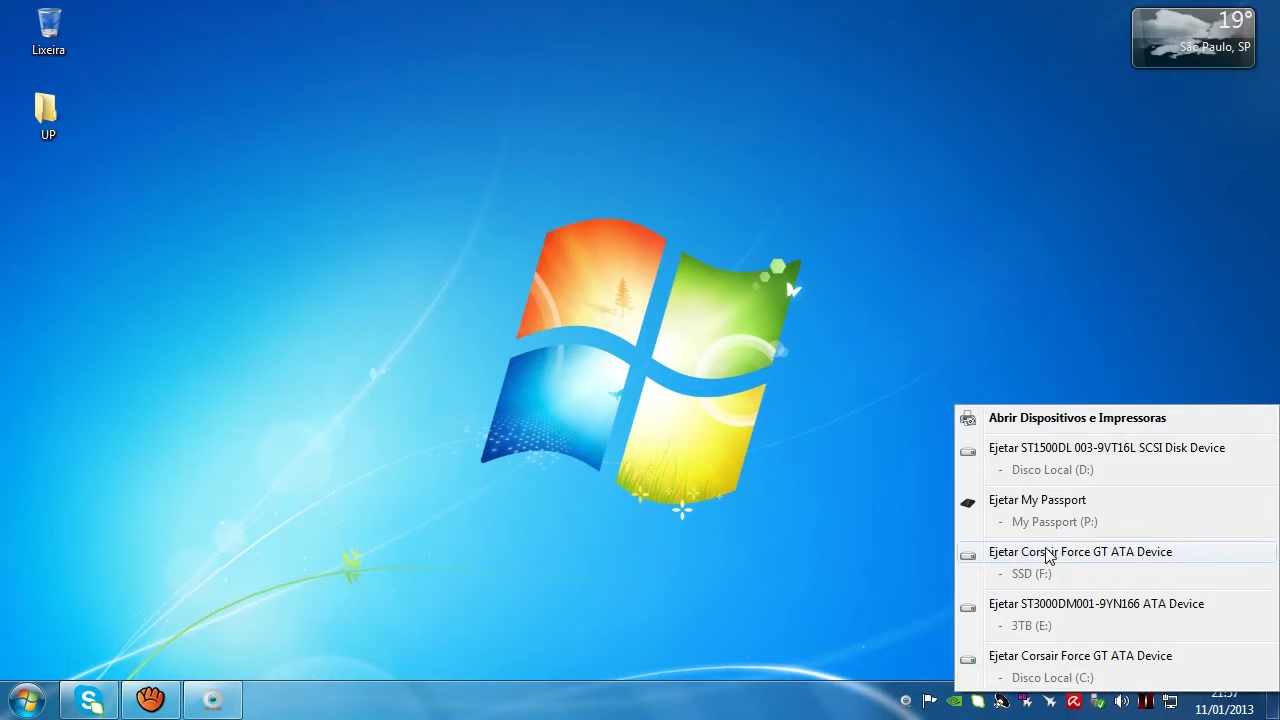 Lixeira
UP
19°
São Paulo, SP
Abrir Dispositivos e Impressoras
Ejetar ST1500DL 003-9VT16L SCSI Disk Device
- Disco Local (D:)
Ejetar My Passport
- My Passport (P:)
Ejetar Corsair Force GT ATA Device
- SSD (F:)
Ejetar ST3000DM001-9YN166 ATA Device
- 3TB (E:)
Ejetar Corsair Force GT ATA Device
- Disco Local (C:)
21:57
11/01/2013